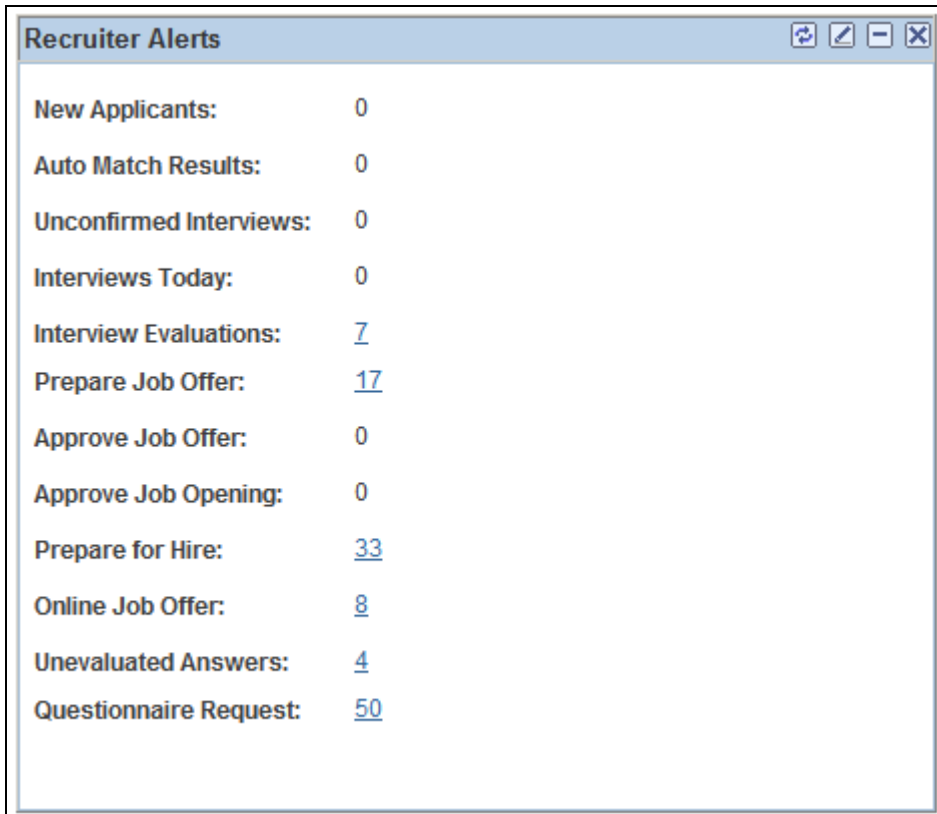 Recruiter Alerts
New Applicants: 0
Auto Match Results: 0
Unconfirmed Interviews: 0
Interviews Today: 0
Interview Evaluations: 7
Prepare Job Offer: 17
Approve Job Offer: 0
Approve Job Opening: 0
Prepare for Hire: 33
Online Job Offer: 8
Unevaluated Answers: 4
Questionnaire Request: 50